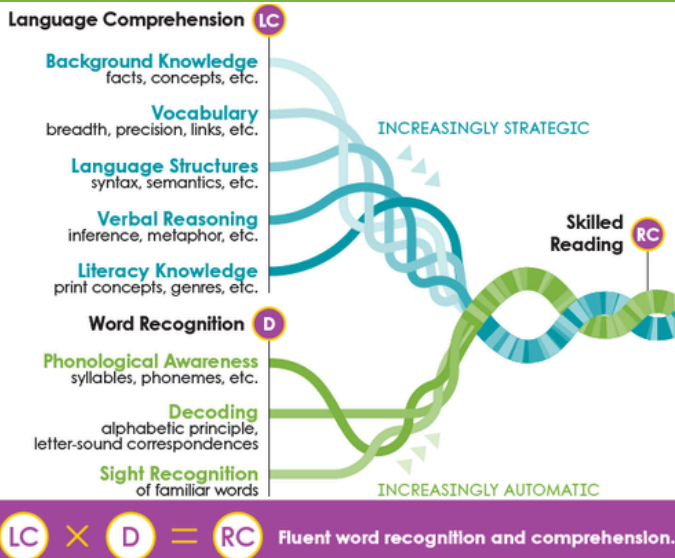 Language Comprehension LC
Background Knowledge
facts, concepts, etc.
Vocabulary
breadth, precision, links, etc.
Language Structures
syntax, semantics, etc.
Verbal Reasoning
inference, metaphor, etc.
Literacy Knowledge
print concepts, genres, etc.
INCREASINGLY STRATEGIC
Skilled
Reading RC
Word Recognition D
Phonological Awareness
syllables, phonemes, etc.
Decoding
alphabetic principle,
letter-sound correspondences
Sight Recognition
of familiar words
INCREASINGLY AUTOMATIC
LC × D = RC Fluent word recognition and comprehension.